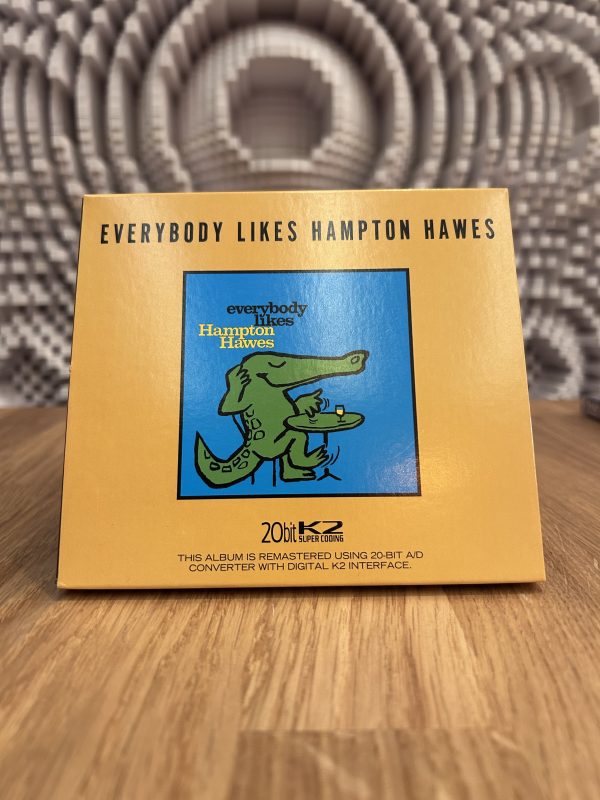 EVERYBODY LIKES HAMPTON HAWES
everybody
likes
Hampton
Hawes
20bit K2
SUPER CODING
THIS ALBUM IS REMASTERED USING 20-BIT A/D
CONVERTER WITH DIGITAL K2 INTERFACE.